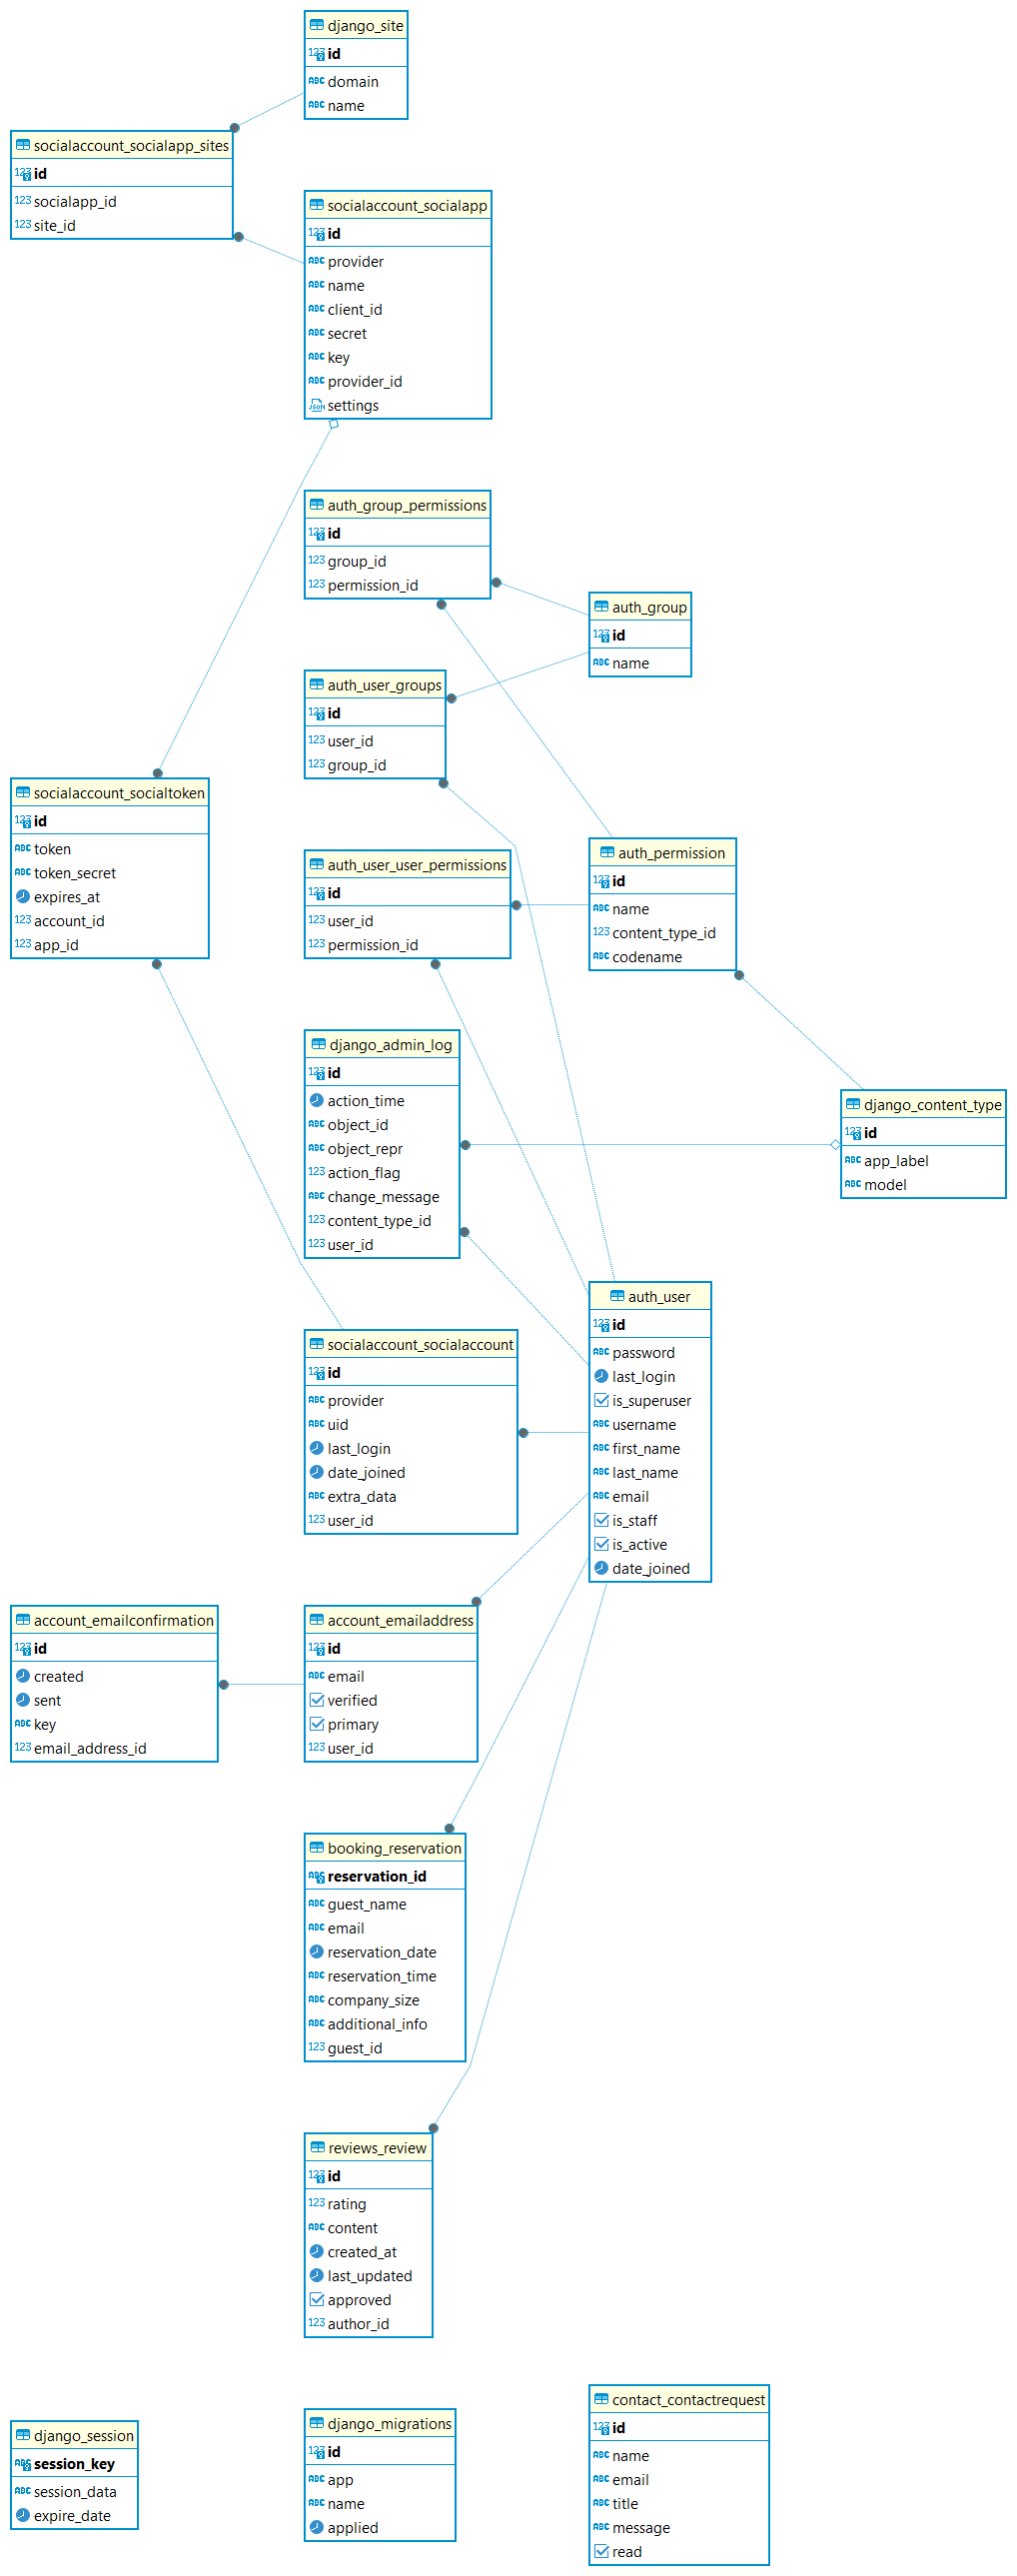 django_site
id
domain
name
socialaccount_socialapp_sites
id
socialapp_id
site_id
socialaccount_socialapp
id
provider
name
client_id
secret
key
provider_id
settings
auth_group_permissions
id
group_id
permission_id
auth_group
id
name
auth_user_groups
id
user_id
group_id
socialaccount_socialtoken
id
token
token_secret
expires_at
account_id
app_id
auth_user_user_permissions
id
user_id
permission_id
auth_permission
id
name
content_type_id
codename
django_admin_log
id
action_time
object_id
object_repr
action_flag
change_message
content_type_id
user_id
django_content_type
id
app_label
model
auth_user
id
password
last_login
is_superuser
username
first_name
last_name
email
is_staff
is_active
date_joined
socialaccount_socialaccount
id
provider
uid
last_login
date_joined
extra_data
user_id
account_emailconfirmation
id
created
sent
key
email_address_id
account_emailaddress
id
email
verified
primary
user_id
booking_reservation
reservation_id
guest_name
email
reservation_date
reservation_time
company_size
additional_info
guest_id
reviews_review
id
rating
content
created_at
last_updated
approved
author_id
django_session
session_key
session_data
expire_date
django_migrations
id
app
name
applied
contact_contactrequest
id
name
email
title
message
read